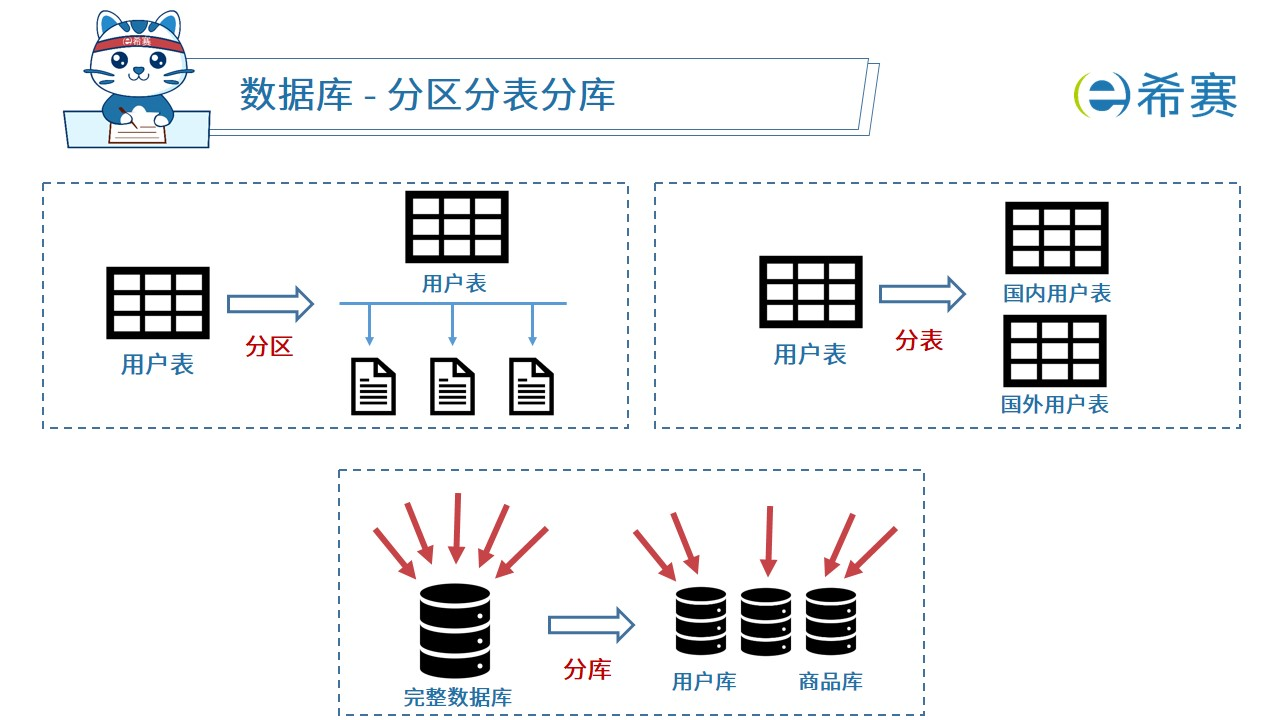 希赛
数据库 - 分区分表分库
希赛
用户表
分区
用户表
用户表
分表
国内用户表
国外用户表
完整数据库
分库
用户库
商品库